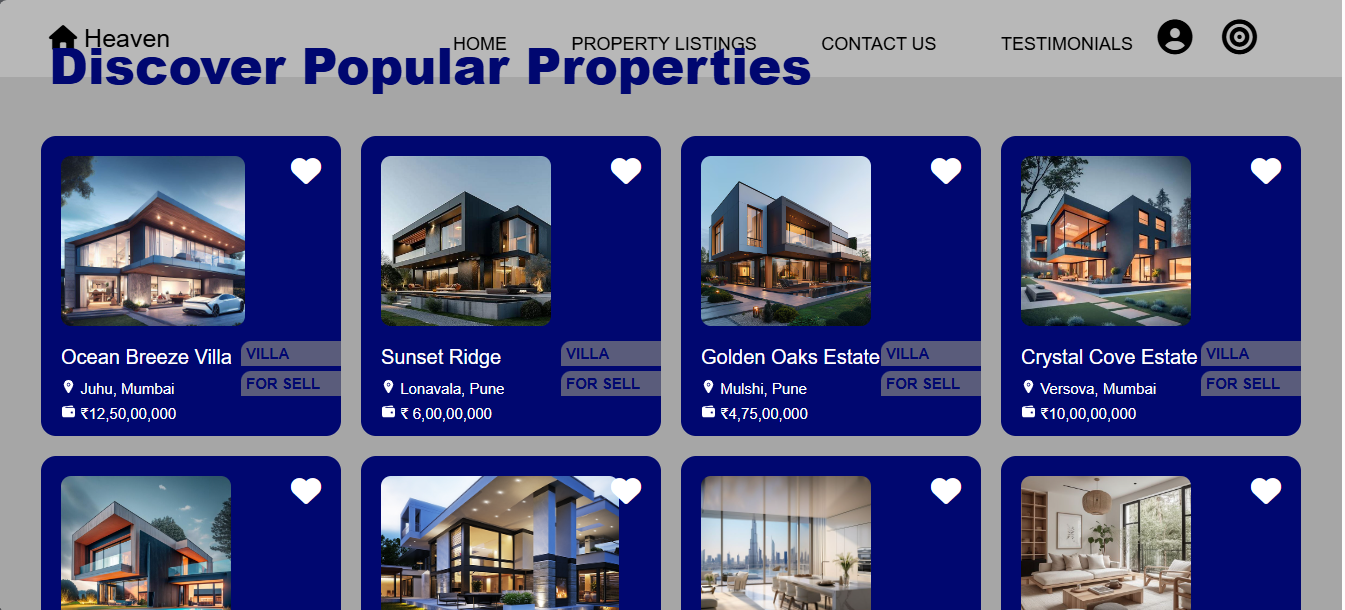 Heaven
HOME PROPERTY LISTINGS CONTACT US TESTIMONIALS
Discover Popular Properties
Ocean Breeze Villa
VILLA
FOR SELL
Juhu, Mumbai
₹12,50,00,000
Sunset Ridge
VILLA
FOR SELL
Lonavala, Pune
₹ 6,00,00,000
Golden Oaks Estate
VILLA
FOR SELL
Mulshi, Pune
₹4,75,00,000
Crystal Cove Estate
VILLA
FOR SELL
Versova, Mumbai
₹10,00,00,000